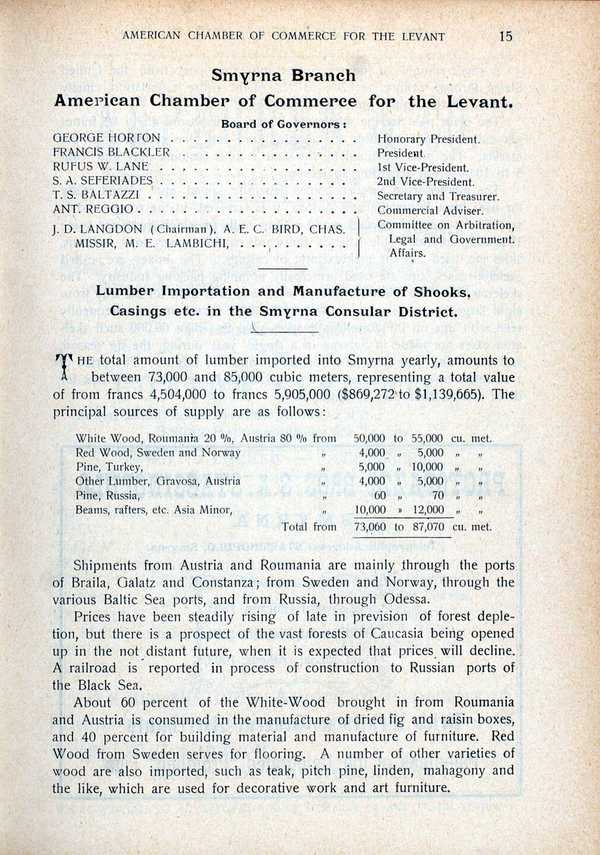 AMERICAN CHAMBER OF COMMERCE FOR THE LEVANT 15
Smyrna Branch
American Chamber of Commerce for the Levant.
Board of Governors:
GEORGE HORTON . . . . . . . . . . . . . . . . . Honorary President.
FRANCIS BLACKLER . . . . . . . . . . . . . . . . President.
RUFUS W. LANE . . . . . . . . . . . . . . . . . 1st Vice-President.
S. A. SEFERIADES . . . . . . . . . . . . . . . . . 2nd Vice-President.
T. S. BALTAZZI . . . . . . . . . . . . . . . . . . Secretary and Treasurer.
ANT. REGGIO . . . . . . . . . . . . . . . . . . . Commercial Adviser.
J. D. LANGDON (Chairman), A. E. C. BIRD, CHAS. Committee on Arbitration,
MISSIR, M. E. LAMBICHI, . . . . . . . . . . Legal and Government.
Affairs.
Lumber Importation and Manufacture of Shooks,
Casings etc. in the Smyrna Consular District.
THE total amount of lumber imported into Smyrna yearly, amounts to
between 73,000 and 85,000 cubic meters, representing a total value
of from francs 4,504,000 to francs 5,905,000 ($869,272 to $1,139,665). The
principal sources of supply are as follows:
White Wood, Roumania 20 %, Austria 80 % from 50,000 to 55,000 cu. met.
Red Wood, Sweden and Norway „ 4,000 „ 5,000 „ „
Pine, Turkey, „ 5,000 „ 10,000 „ „
Other Lumber, Gravosa, Austria „ 4,000 „ 5,000 „ „
Pine, Russia, „ 60 „ 70 „ „
Beams, rafters, etc. Asia Minor, „ 10,000 » 12,000 „ „
Total from 73,060 to 87,070 cu. met.
Shipments from Austria and Roumania are mainly through the ports
of Braila, Galatz and Constanza; from Sweden and Norway, through the
various Baltic Sea ports, and from Russia, through Odessa.
Prices have been steadily rising of late in prevision of forest deple-
tion, but there is a prospect of the vast forests of Caucasia being opened
up in the not distant future, when it is expected that prices will decline.
A railroad is reported in process of construction to Russian ports of
the Black Sea.
About 60 percent of the White-Wood brought in from Roumania
and Austria is consumed in the manufacture of dried fig and raisin boxes,
and 40 percent for building material and manufacture of furniture. Red
Wood from Sweden serves for flooring. A number of other varieties of
wood are also imported, such as teak, pitch pine, linden, mahogany and
the like, which are used for decorative work and art furniture.